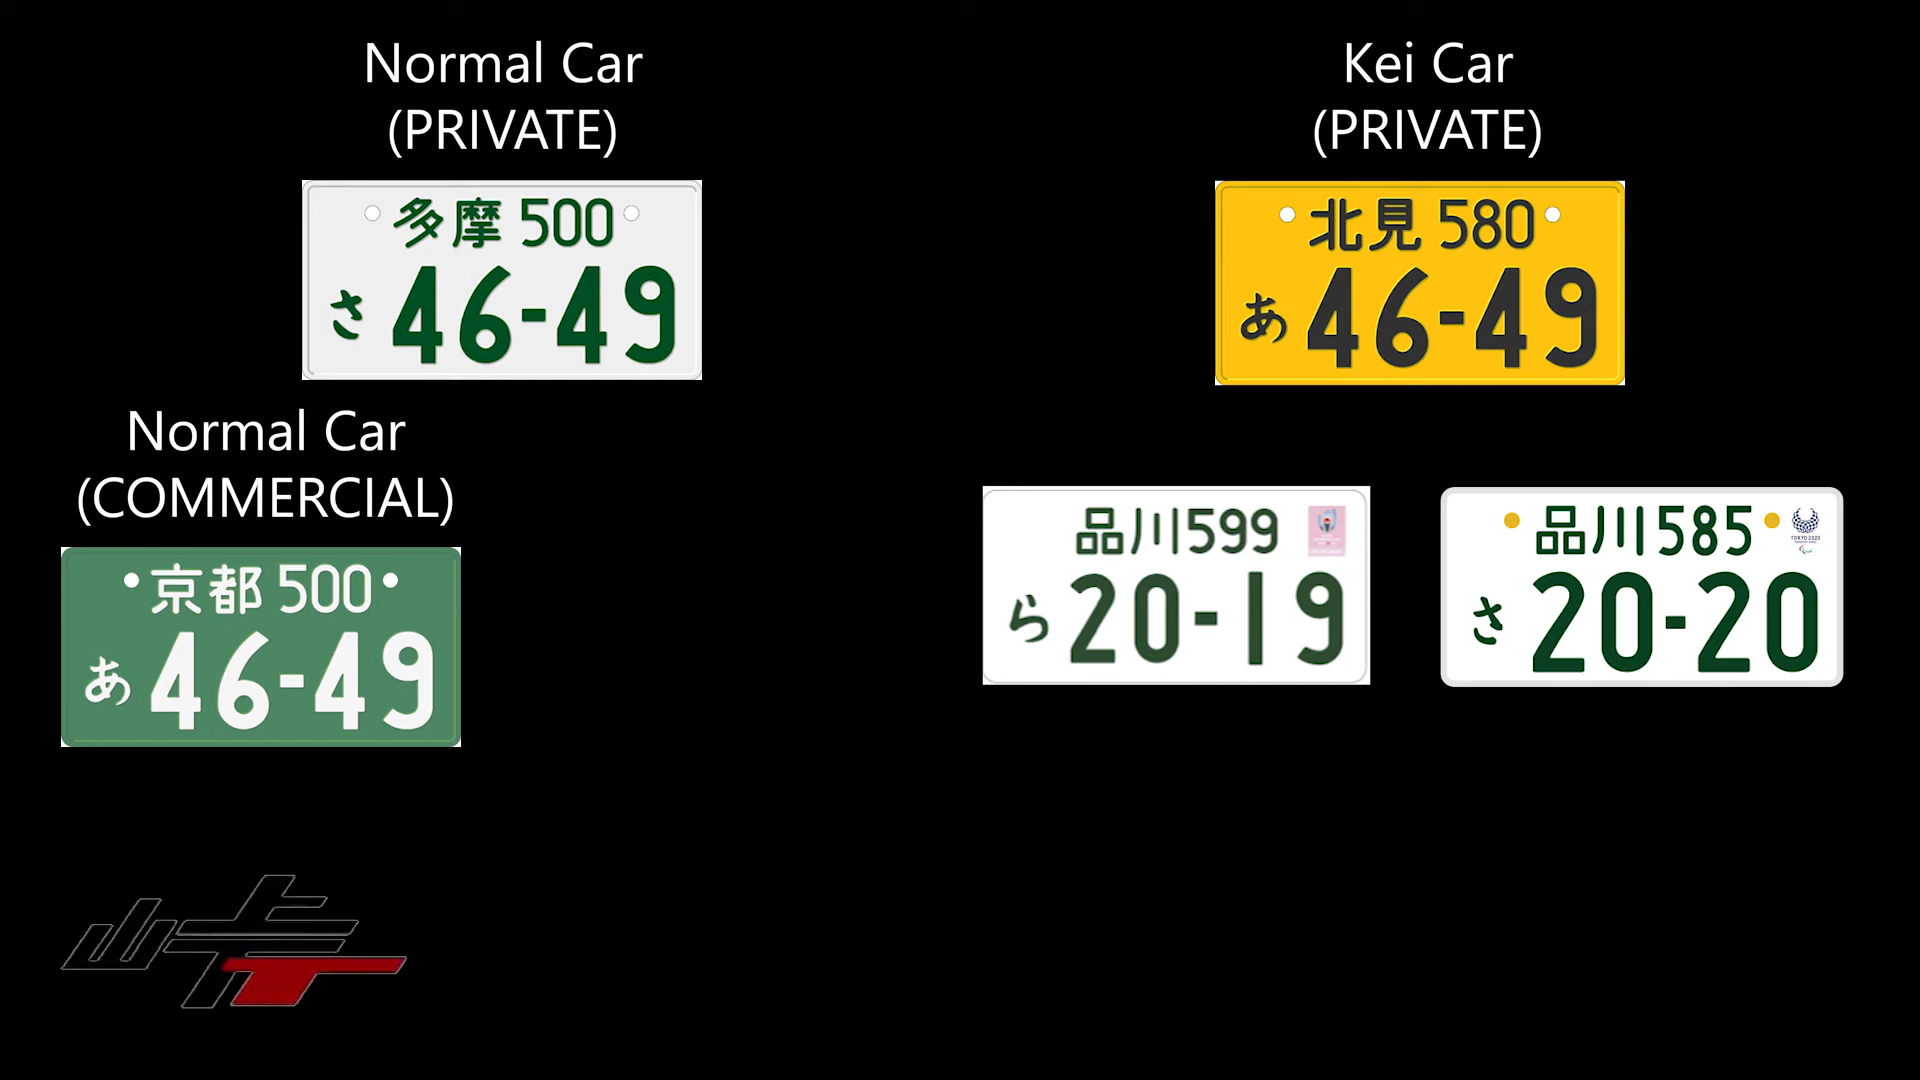 Normal Car
(PRIVATE)
多摩 500
さ 46-49
Kei Car
(PRIVATE)
北見 580
あ 46-49
Normal Car
(COMMERCIAL)
京都 500
あ 46-49
品川 599
ら 20-19
品川 585
TOKYO 2020
さ 20-20